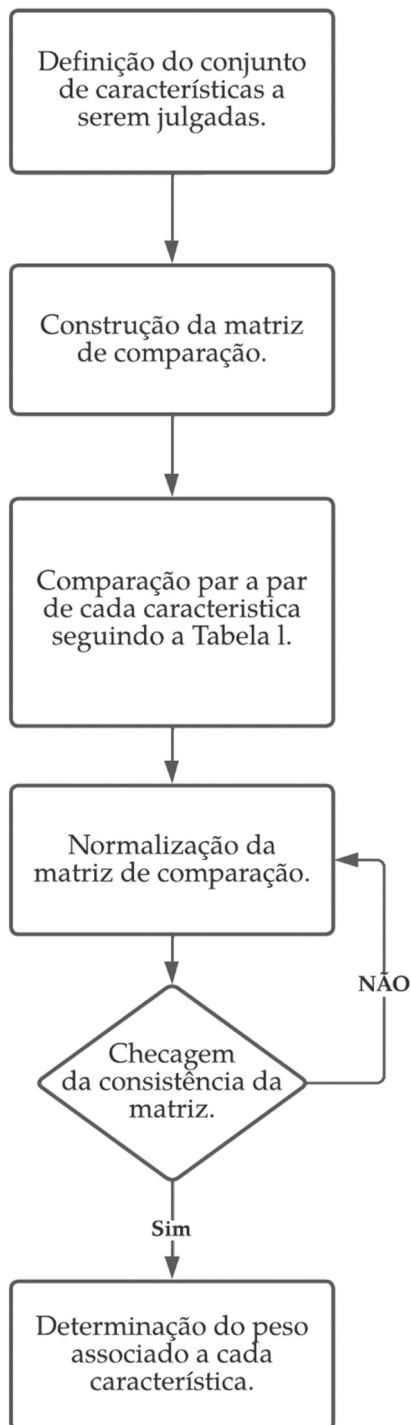 Definição do conjunto
de características a
serem julgadas.
Construção da matriz
de comparação.
Comparação par a par
de cada caracteristica
seguindo a Tabela 1.
Normalização da
matriz de comparação.
NÃO
Checagem
da consistência da
matriz.
Sim
Determinação do peso
associado a cada
característica.